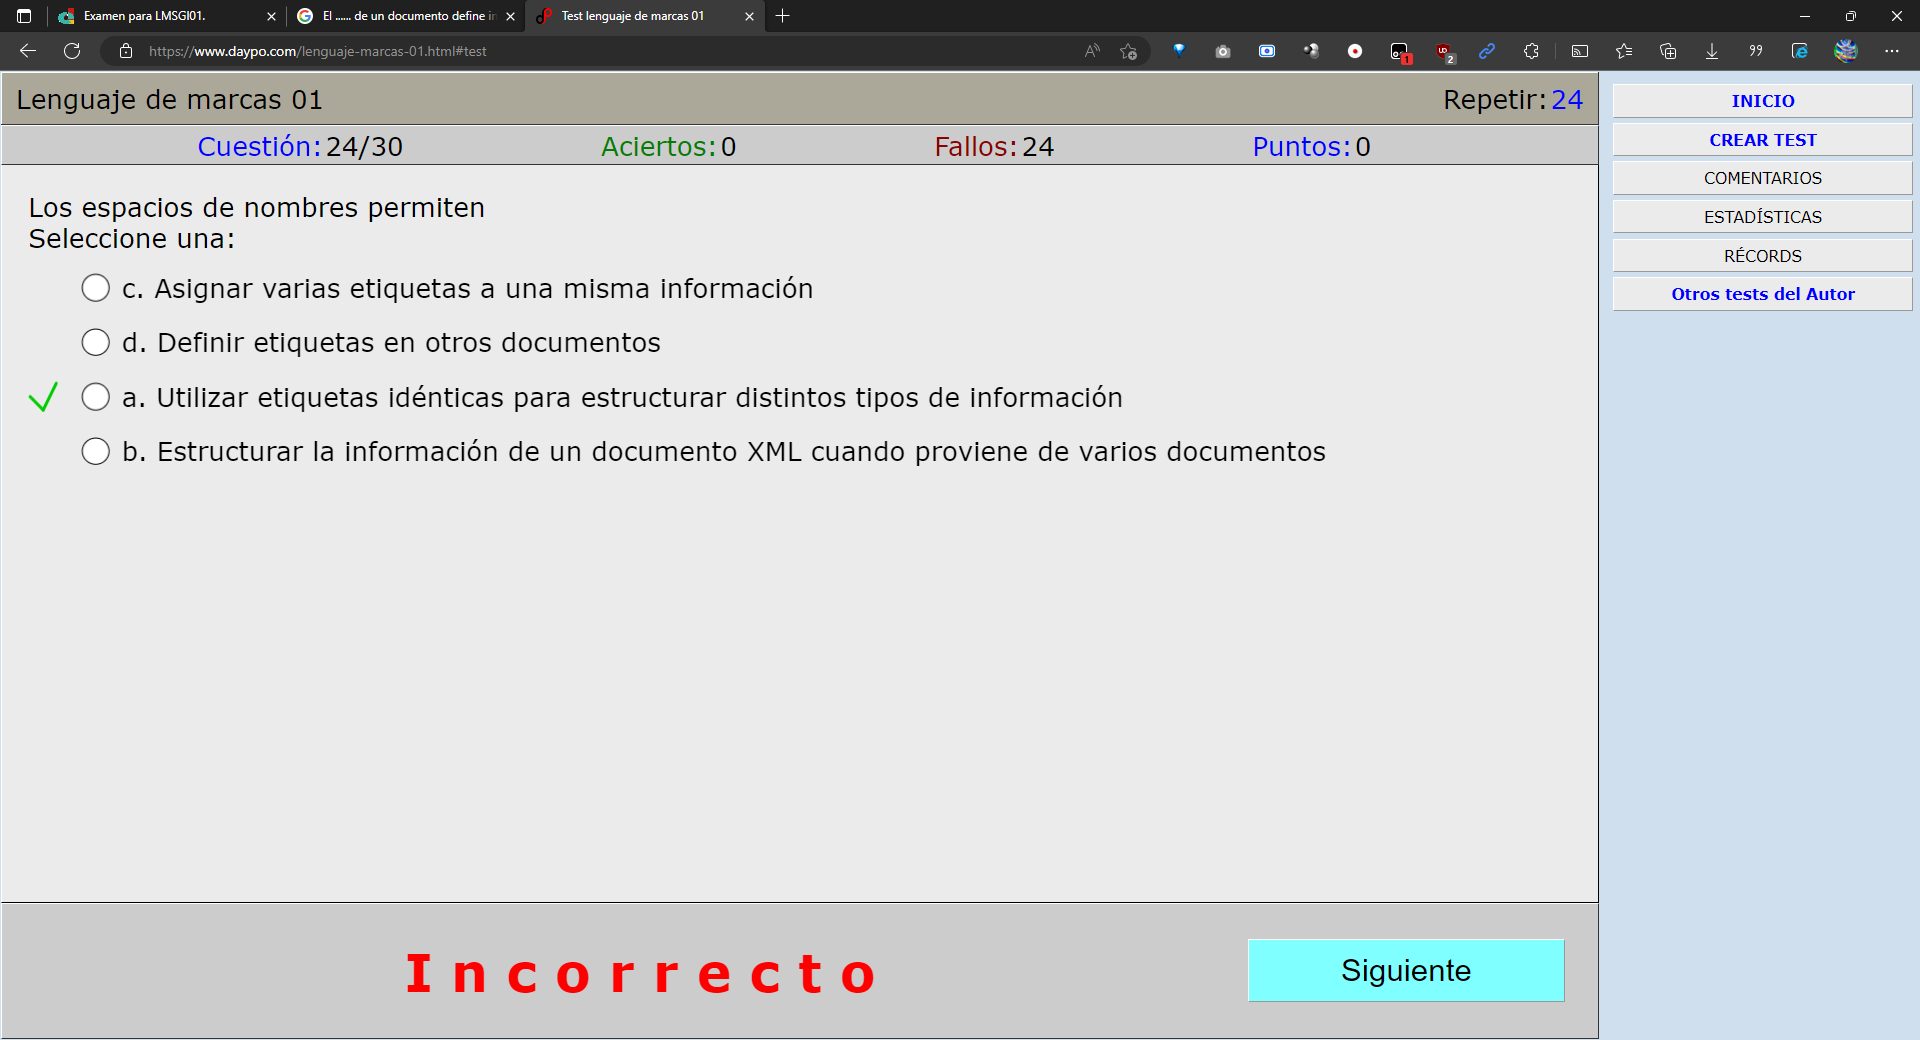 Examen para LMSGI01.
El ...... de un documento define in
Test lenguaje de marcas 01
https://www.daypo.com/lenguaje-marcas-01.html#test
1
2
Lenguaje de marcas 01
Repetir: 24
Cuestión: 24/30
Aciertos: 0
Fallos: 24
Puntos: 0
Los espacios de nombres permiten
Seleccione una:
c. Asignar varias etiquetas a una misma información
d. Definir etiquetas en otros documentos
a. Utilizar etiquetas idénticas para estructurar distintos tipos de información
b. Estructurar la información de un documento XML cuando proviene de varios documentos
Incorrecto
Siguiente
INICIO
CREAR TEST
COMENTARIOS
ESTADÍSTICAS
RÉCORDS
Otros tests del Autor